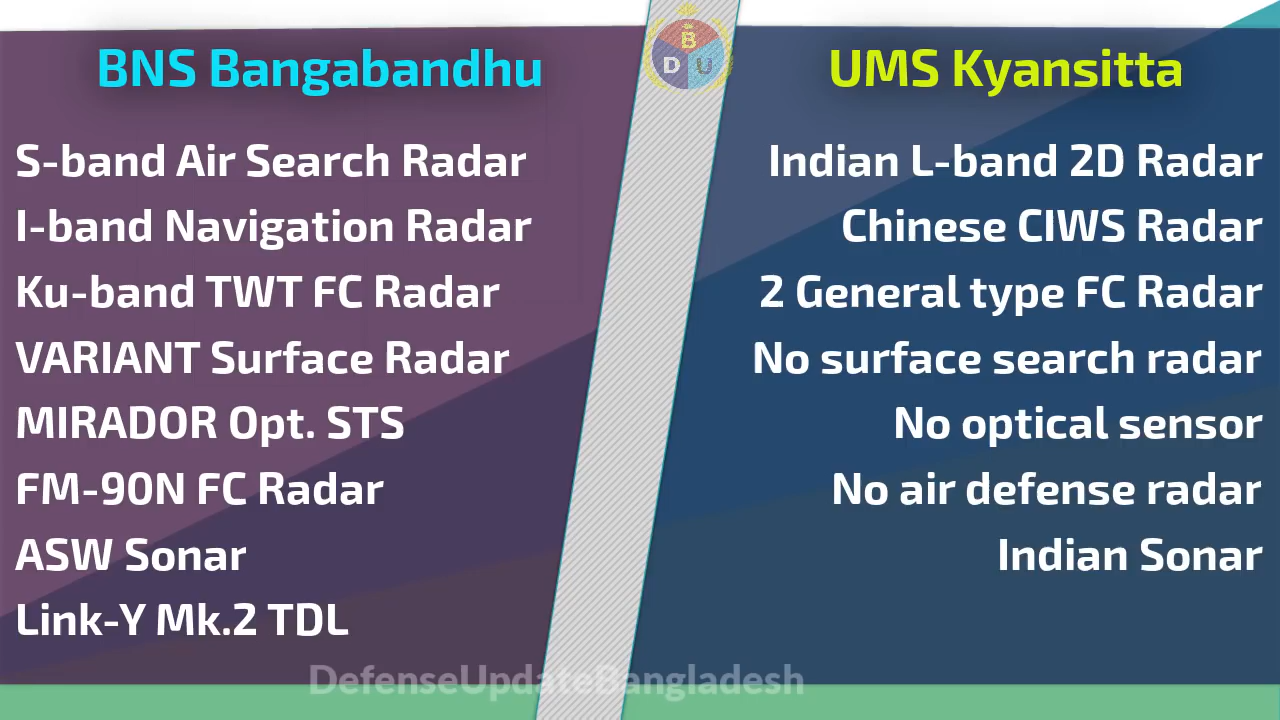 BNS Bangabandhu
S-band Air Search Radar
I-band Navigation Radar
Ku-band TWT FC Radar
VARIANT Surface Radar
MIRADOR Opt. STS
FM-90N FC Radar
ASW Sonar
Link-Y Mk.2 TDL
B
D U
UMS Kyansitta
Indian L-band 2D Radar
Chinese CIWS Radar
2 General type FC Radar
No surface search radar
No optical sensor
No air defense radar
Indian Sonar
DefenseUpdateBangladesh